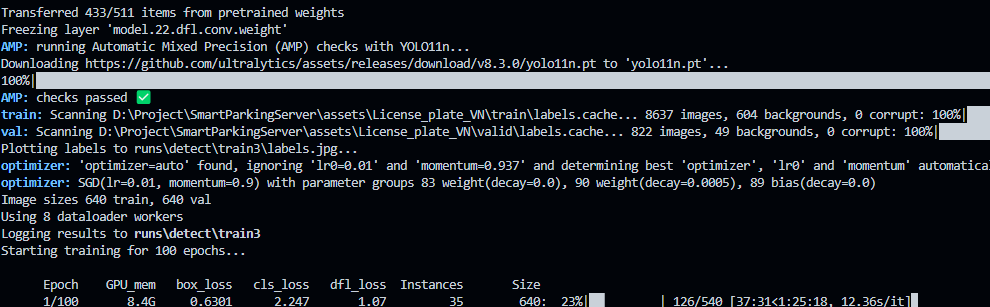 Transferred 433/511 items from pretrained weights
Freezing layer 'model.22.dfl.conv.weight'
AMP: running Automatic Mixed Precision (AMP) checks with YOLO11n...
Downloading https://github.com/ultralytics/assets/releases/download/v8.3.0/yolo11n.pt to 'yolo11n.pt'...
100%|
AMP: checks passed ✅
train: Scanning D:\Project\SmartParkingServer\assets\License_plate_VN\train\labels.cache... 8637 images, 604 backgrounds, 0 corrupt: 100%|
val: Scanning D:\Project\SmartParkingServer\assets\License_plate_VN\valid\labels.cache... 822 images, 49 backgrounds, 0 corrupt: 100%|
Plotting labels to runs\detect\train3\labels.jpg...
optimizer: 'optimizer=auto' found, ignoring 'lr0=0.01' and 'momentum=0.937' and determining best 'optimizer', 'lr0' and 'momentum' automatica
optimizer: SGD(lr=0.01, momentum=0.9) with parameter groups 83 weight(decay=0.0), 90 weight(decay=0.0005), 89 bias(decay=0.0)
Image sizes 640 train, 640 val
Using 8 dataloader workers
Logging results to runs\detect\train3
Starting training for 100 epochs...
Epoch GPU_mem box_loss cls_loss dfl_loss Instances Size
1/100 8.4G 0.6301 2.247 1.07 35 640: 23%| | 126/540 [37:31<1:25:18, 12.36s/it]